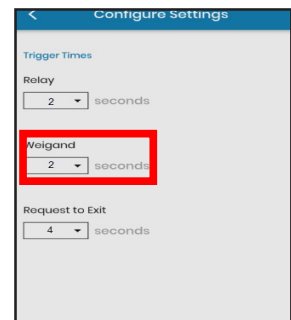 Configure Settings
Trigger Times
Relay
2 seconds
Weigand
2 seconds
Request to Exit
4 seconds